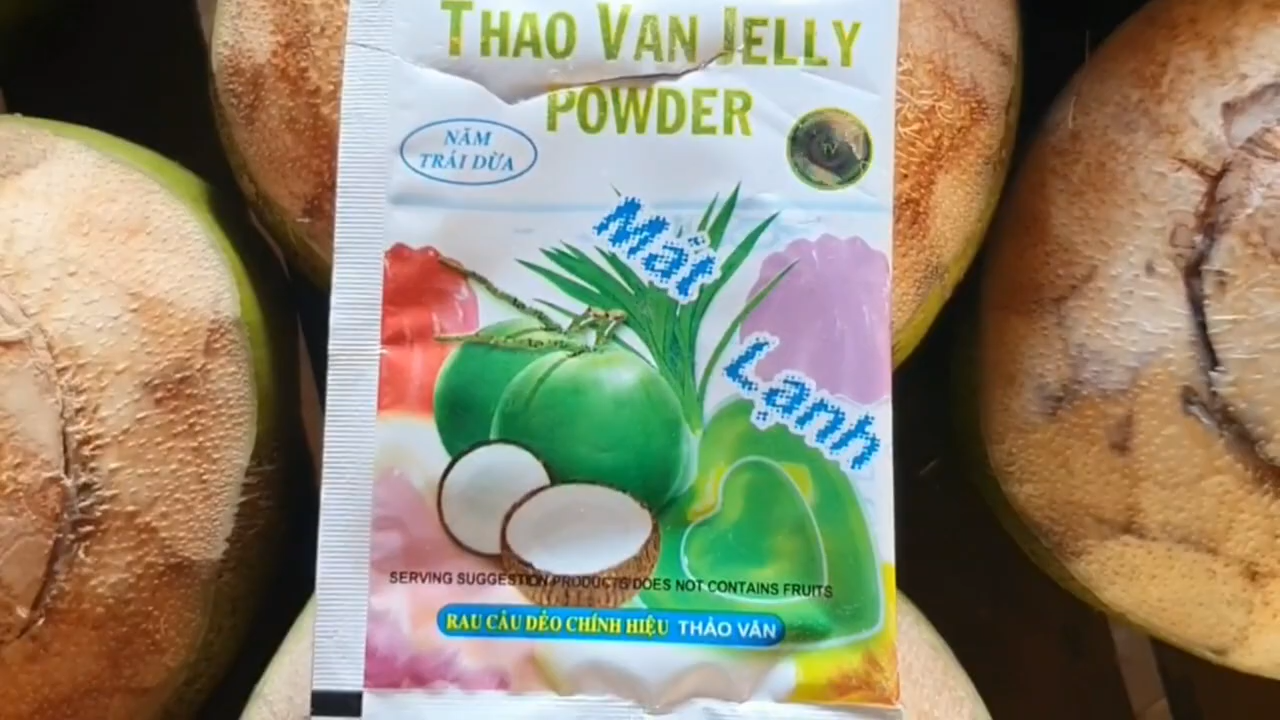 THAO VAN JELLY
POWDER
NĂM
TRÁI DỪA
TV
Mát
Lạnh
SERVING SUGGESTION PRODUCTS DOES NOT CONTAINS FRUITS
RAU CÂU DẺO CHÍNH HIỆU THẢO VÂN